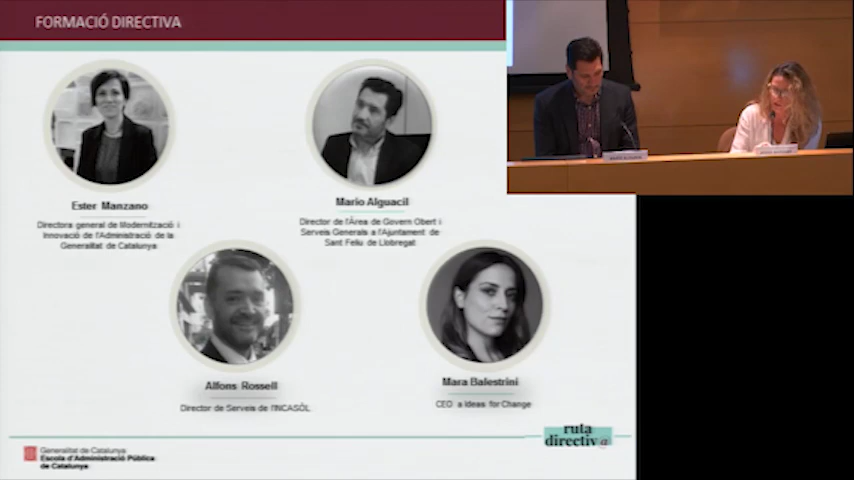 FORMACIÓ DIRECTIVA
Ester Manzano
Directora general de Modernització i
Innovació de l'Administració de la
Generalitat de Catalunya
Mario Alguacil
Director de l'Àrea de Govern Obert i
Serveis Generals a l'Ajuntament de
Sant Feliu de Llobregat
Alfons Rossell
Director de Serveis de l'INCASÒL
Mara Balestrini
CEO a Ideas for Change
ruta
directiv@
Generalitat de Catalunya
Escola d'Administració Pública
de Catalunya